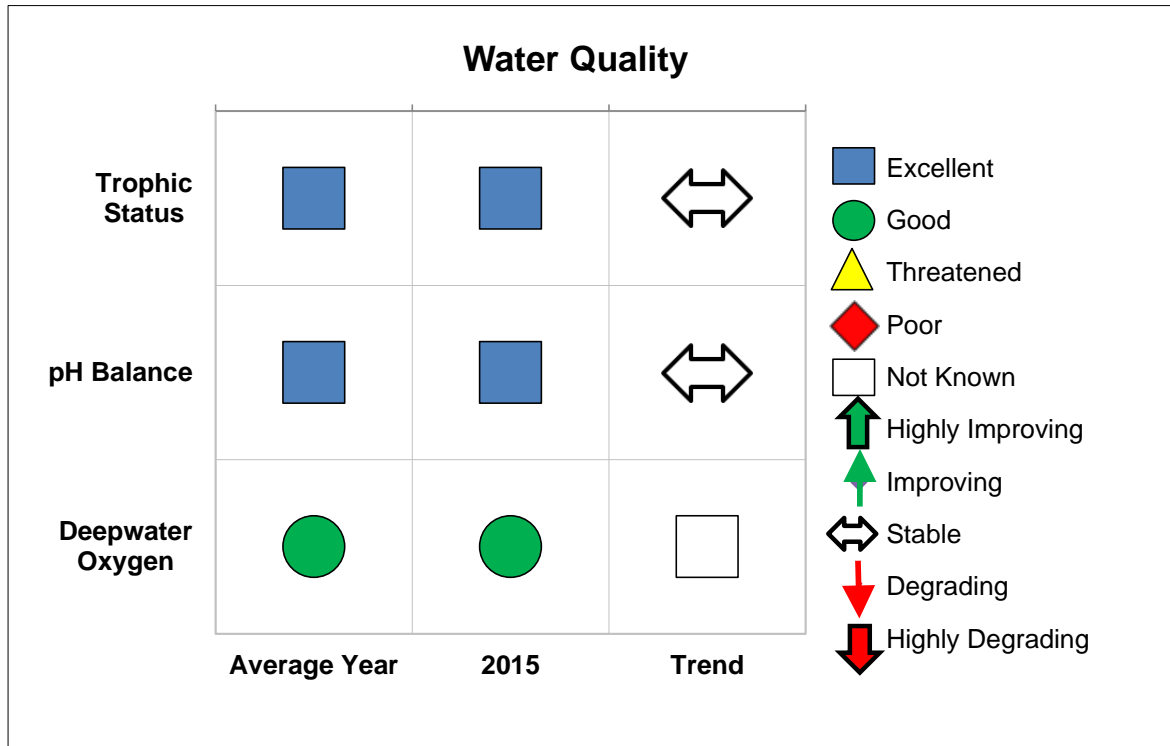 Water Quality
Trophic
Status
pH Balance
Deepwater
Oxygen
Average Year
2015
Trend
Excellent
Good
Threatened
Poor
Not Known
Highly Improving
Improving
Stable
Degrading
Highly Degrading